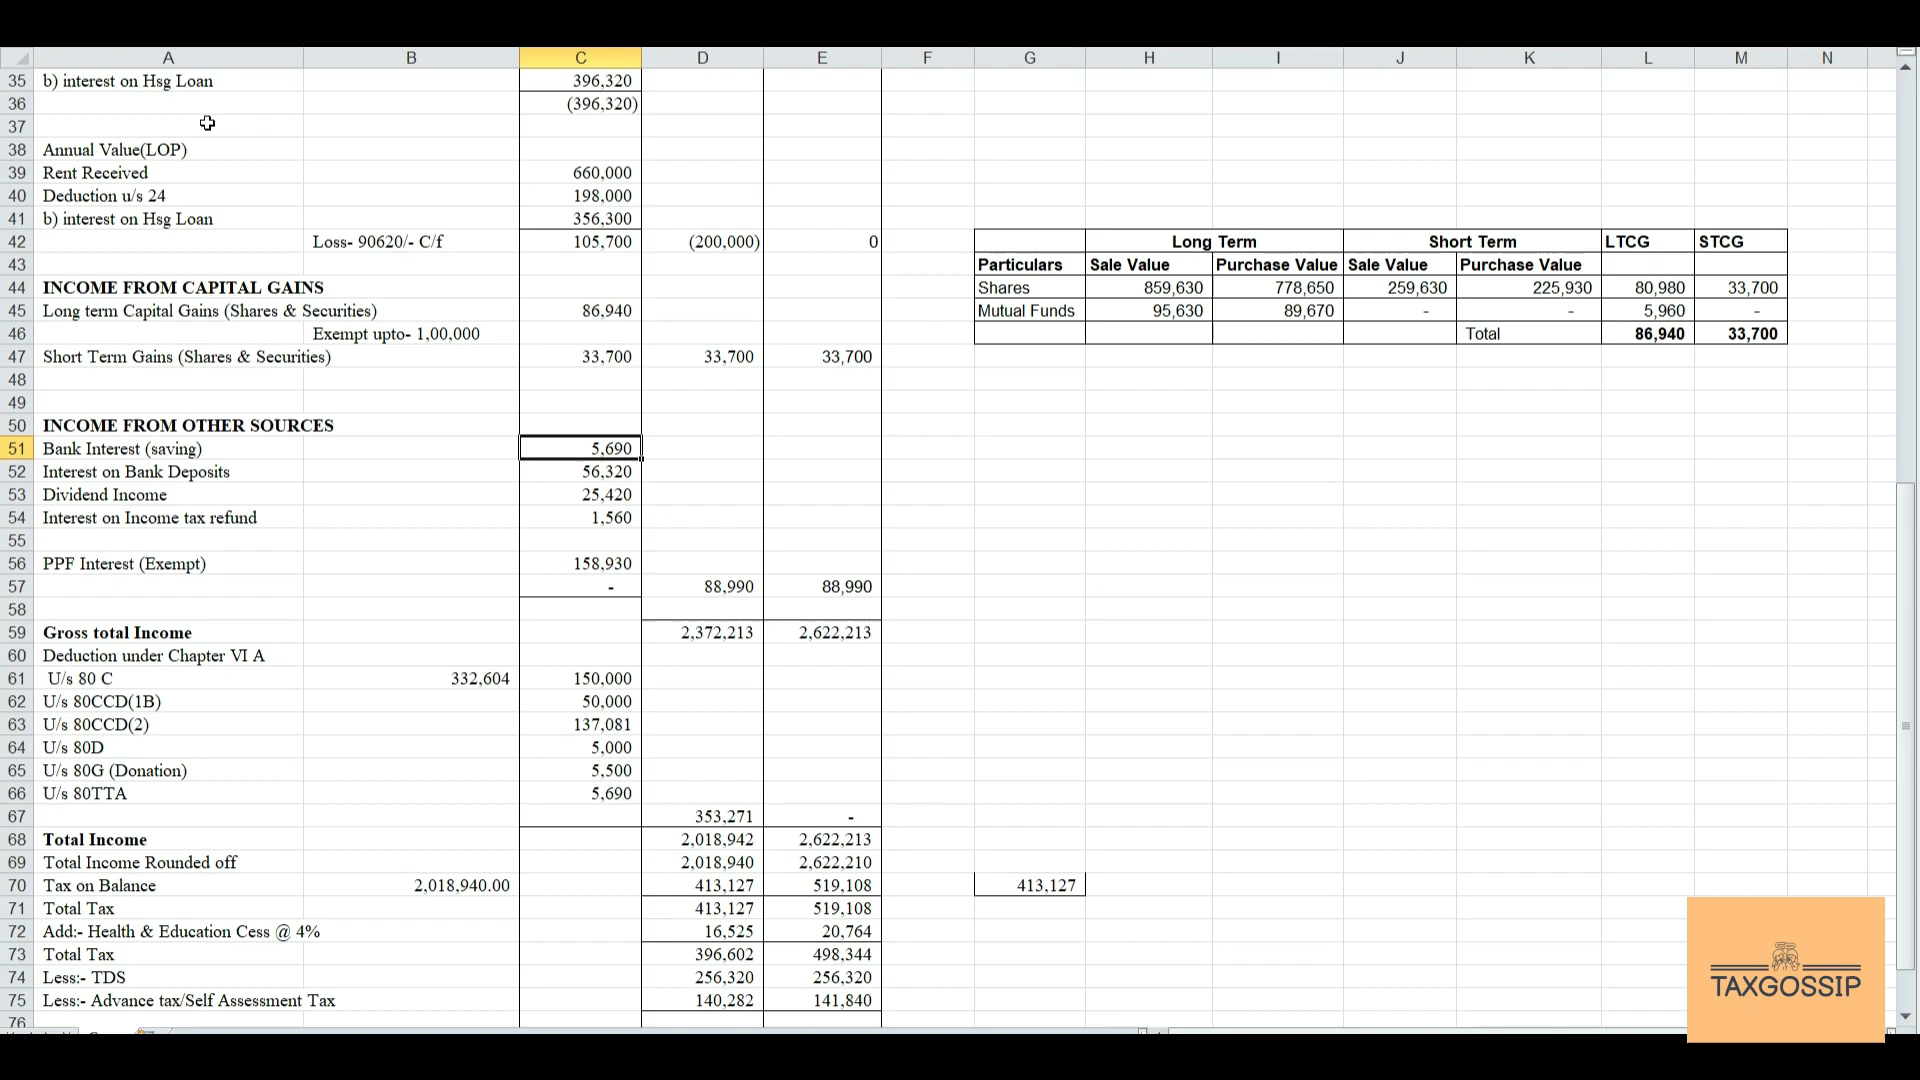 A B C D E F G H I J K L M N
35 b) interest on Hsg Loan 396,320
36 (396,320)
37
38 Annual Value(LOP)
39 Rent Received 660,000
40 Deduction u/s 24 198,000
41 b) interest on Hsg Loan 356,300
42 Loss- 90620/- C/f 105,700 (200,000) 0 Long Term Short Term LTCG STCG
43 Particulars Sale Value Purchase Value Sale Value Purchase Value
44 INCOME FROM CAPITAL GAINS Shares 859,630 778,650 259,630 225,930 80,980 33,700
45 Long term Capital Gains (Shares & Securities) 86,940 Mutual Funds 95,630 89,670 - - 5,960 -
46 Exempt upto- 1,00,000 Total 86,940 33,700
47 Short Term Gains (Shares & Securities) 33,700 33,700 33,700
48
49
50 INCOME FROM OTHER SOURCES
51 Bank Interest (saving) 5,690
52 Interest on Bank Deposits 56,320
53 Dividend Income 25,420
54 Interest on Income tax refund 1,560
55
56 PPF Interest (Exempt) 158,930
57 - 88,990 88,990
58
59 Gross total Income 2,372,213 2,622,213
60 Deduction under Chapter VI A
61 U/s 80 C 332,604 150,000
62 U/s 80CCD(1B) 50,000
63 U/s 80CCD(2) 137,081
64 U/s 80D 5,000
65 U/s 80G (Donation) 5,500
66 U/s 80TTA 5,690
67 353,271 -
68 Total Income 2,018,942 2,622,213
69 Total Income Rounded off 2,018,940 2,622,210
70 Tax on Balance 2,018,940.00 413,127 519,108 413,127
71 Total Tax 413,127 519,108
72 Add:- Health & Education Cess @ 4% 16,525 20,764
73 Total Tax 396,602 498,344
74 Less:- TDS 256,320 256,320
75 Less:- Advance tax/Self Assessment Tax 140,282 141,840
76
TAXGOSSIP